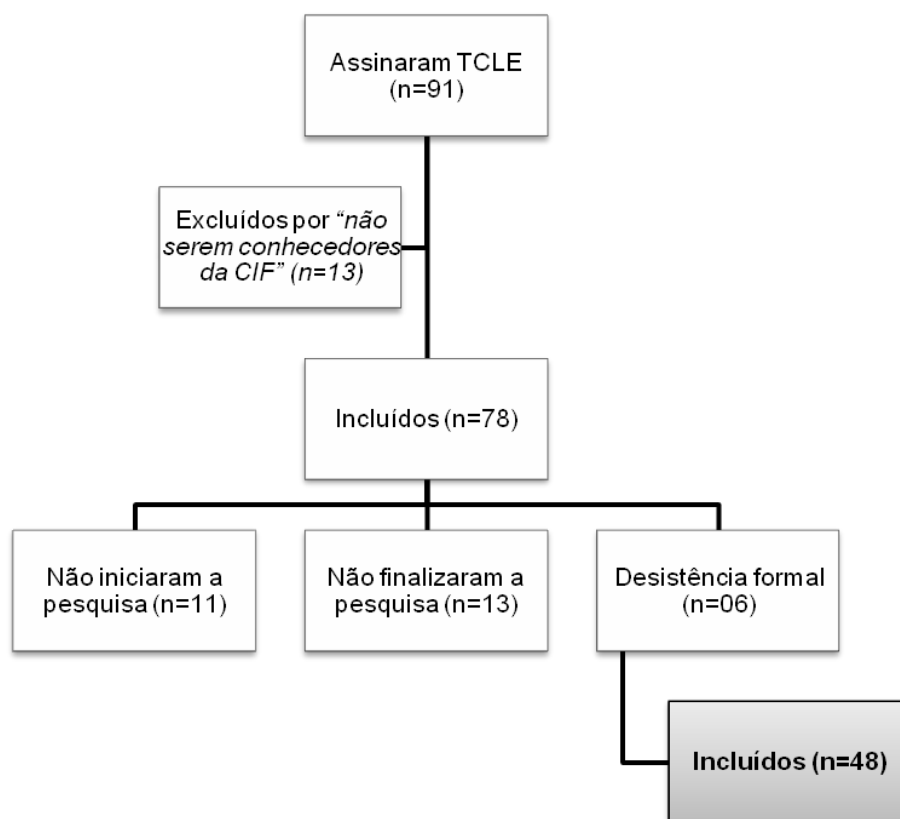 Assinaram TCLE
(n=91)
Excluídos por “não
serem conhecedores
da CIF” (n=13)
Incluídos (n=78)
Não iniciaram a
pesquisa (n=11)
Não finalizaram a
pesquisa (n=13)
Desistência formal
(n=06)
Incluídos (n=48)